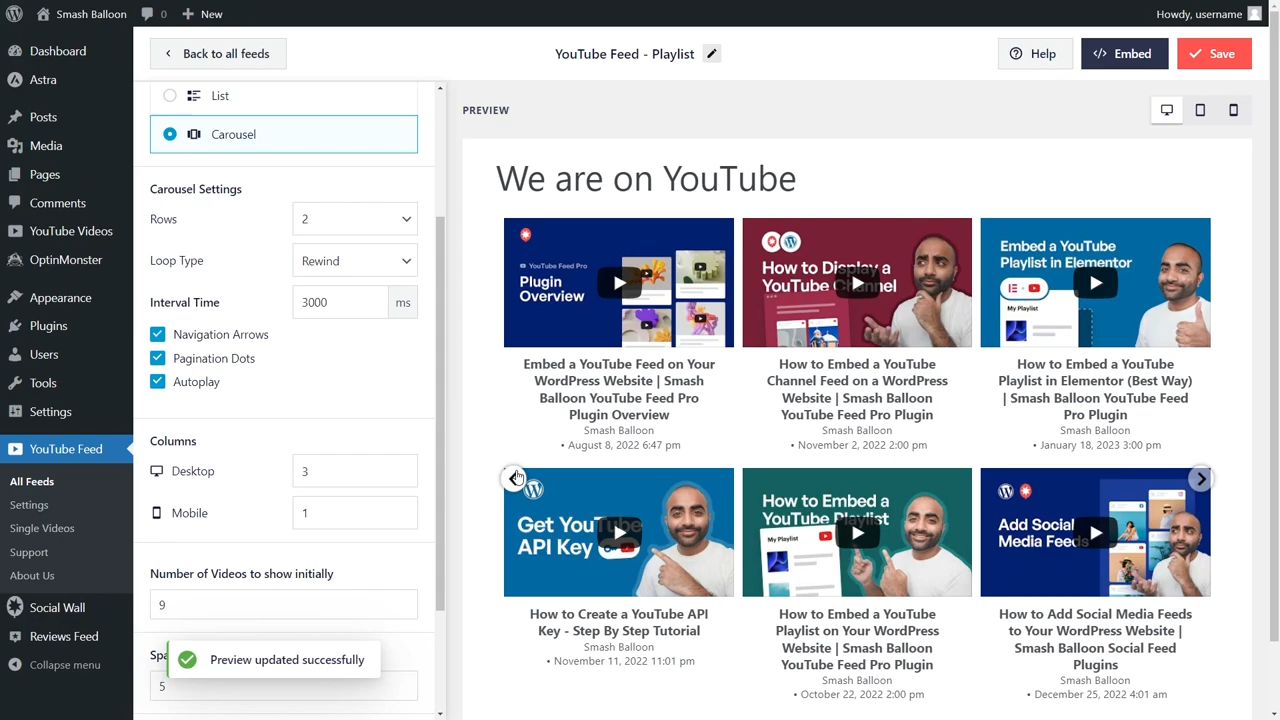 Smash Balloon
0
New
Howdy, username
Dashboard
Astra
Posts
Media
Pages
Comments
YouTube Videos
OptinMonster
Appearance
Plugins
Users
Tools
Settings
YouTube Feed
All Feeds
Settings
Single Videos
Support
About Us
Social Wall
Reviews Feed
Collapse menu
Back to all feeds
YouTube Feed - Playlist
Help
Embed
Save
List
Carousel
Carousel Settings
Rows
2
Loop Type
Rewind
Interval Time
3000
ms
Navigation Arrows
Pagination Dots
Autoplay
Columns
Desktop
3
Mobile
1
Number of Videos to show initially
9
Spa
5
Preview updated successfully
PREVIEW
We are on YouTube
YouTube Feed Pro
Plugin
Overview
Embed a YouTube Feed on Your
WordPress Website | Smash
Balloon YouTube Feed Pro
Plugin Overview
Smash Balloon
• August 8, 2022 6:47 pm
How to Display a
YouTube Channel
How to Embed a YouTube
Channel Feed on a WordPress
Website | Smash Balloon
YouTube Feed Pro Plugin
Smash Balloon
• November 2, 2022 2:00 pm
Embed a YouTube
Playlist in Elementor
My Playlist
How to Embed a YouTube
Playlist in Elementor (Best Way)
| Smash Balloon YouTube Feed
Pro Plugin
Smash Balloon
• January 18, 2023 3:00 pm
Get YouTube
API Key
How to Create a YouTube API
Key - Step By Step Tutorial
Smash Balloon
• November 11, 2022 11:01 pm
How to Embed a
YouTube Playlist
My Playlist
How to Embed a YouTube
Playlist on Your WordPress
Website | Smash Balloon
YouTube Feed Pro Plugin
Smash Balloon
• October 22, 2022 2:00 pm
Add Social
Media Feeds
How to Add Social Media Feeds
to Your WordPress Website |
Smash Balloon Social Feed
Plugins
Smash Balloon
• December 25, 2022 4:01 am